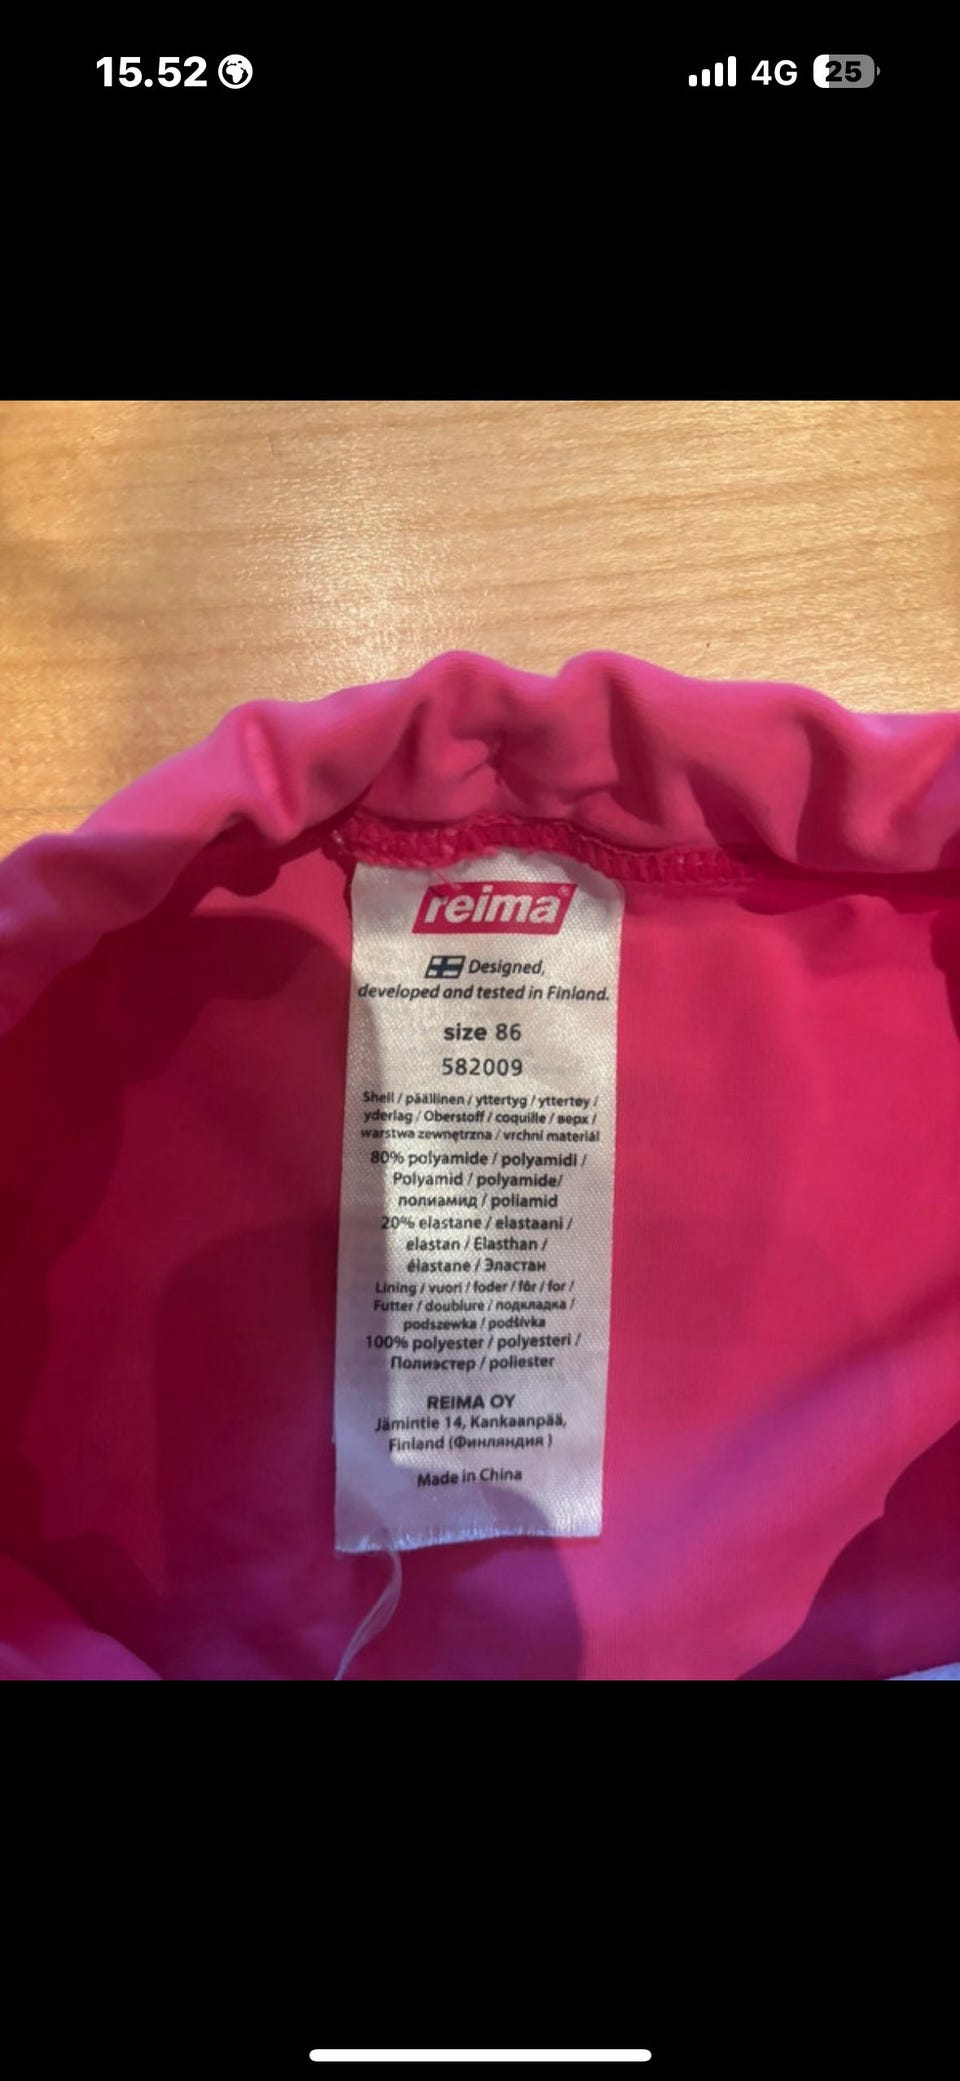 15.52
4G
25
reima®
Designed,
developed and tested in Finland.
size 86
582009
Shell / päällinen / yttertyg / yttertøy /
yderlag / Oberstoff / coquille / верх /
warstwa zewnętrzna / vrchní materiál
80% polyamide / polyamidi /
Polyamid / polyamide/
полиамид / poliamid
20% elastane / elastaani /
elastan / Elasthan /
élastane / Эластан
Lining / vuori / foder / fôr / for /
Futter / doublure / подкладка /
podszewka / podšívka
100% polyester / polyesteri /
Полиэстер / poliester
REIMA OY
Jämintie 14, Kankaanpää,
Finland (Финляндия )
Made in China